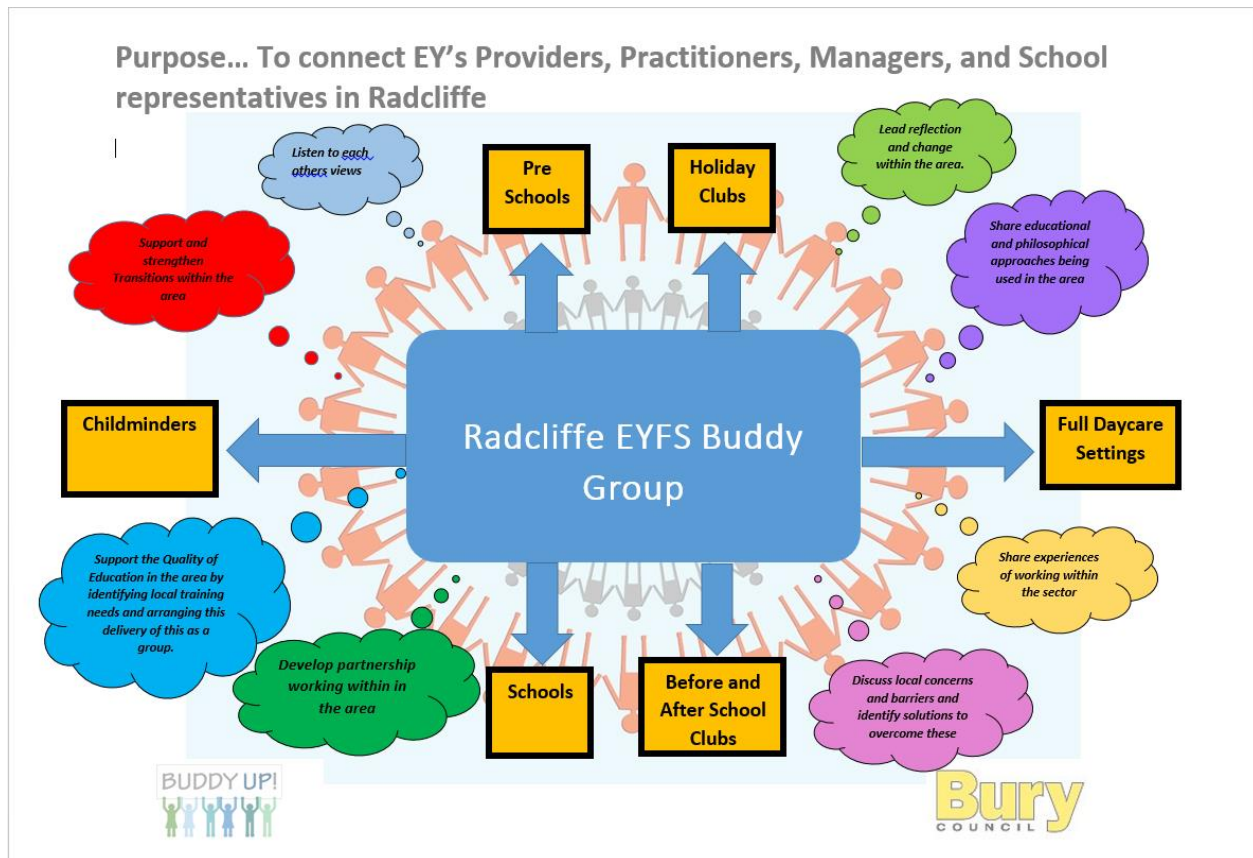 Purpose... To connect EY's Providers, Practitioners, Managers, and School
representatives in Radcliffe
Listen to each
others views
Pre
Schools
Holiday
Clubs
Lead reflection
and change
within the area.
Support and
strengthen
Transitions within the
area
Share educational
and philosophical
approaches being
used in the area
Childminders
Radcliffe EYFS Buddy
Group
Full Daycare
Settings
Support the Quality of
Education in the area by
identifying local training
needs and arranging this
delivery of this as a
group.
Share experiences
of working within
the sector
Develop partnership
working within in
the area
Schools
Before and
After School
Clubs
Discuss local concerns
and barriers and
identify solutions to
overcome these
BUDDY UP!
Bury
COUNCIL